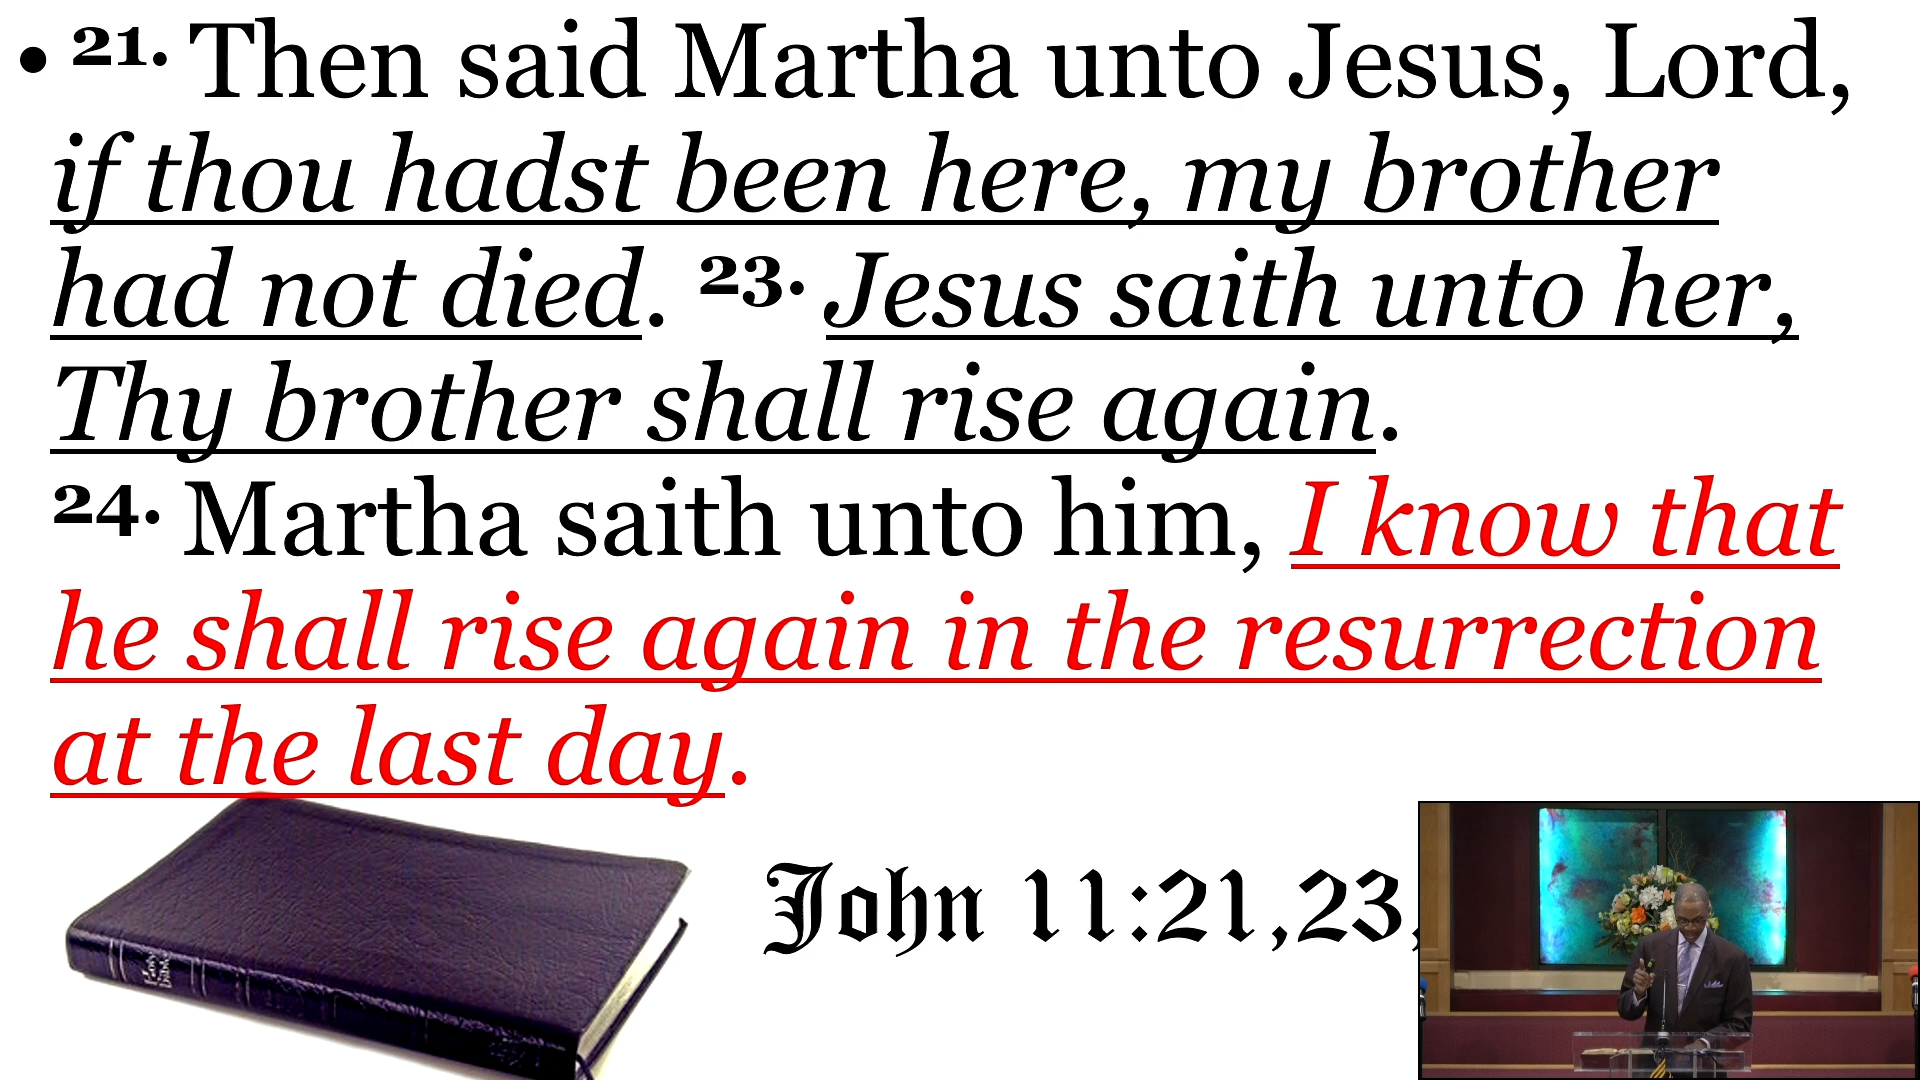 • 21. Then said Martha unto Jesus, Lord,
if thou hadst been here, my brother
had not died. 23. Jesus saith unto her,
Thy brother shall rise again.
24. Martha saith unto him, I know that
he shall rise again in the resurrection
at the last day.
Holy
Bible
John 11:21,23,